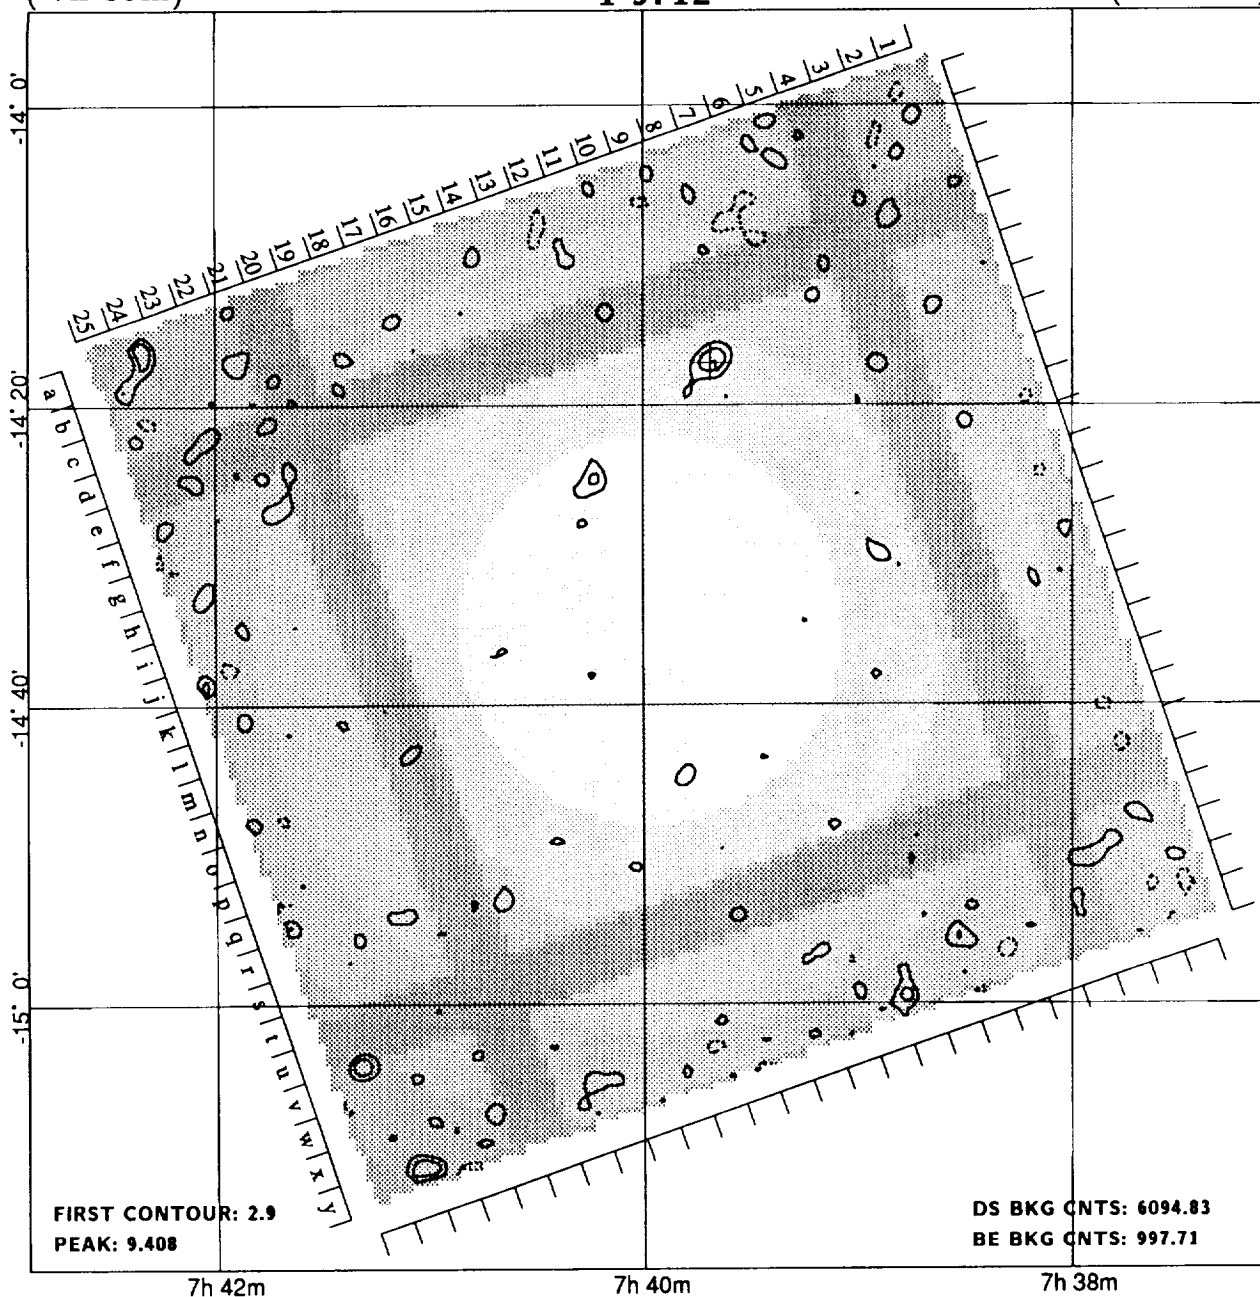 1 2 3 4 5 6 7 8 9 10 11 12 13 14 15 16 17 18 19 20 21 22 23 24 25
-14° 0'
-14° 20'
a b c d e f g h i j k l m n o p q r s t u v w x y
-14° 40'
-15° 0'
FIRST CONTOUR: 2.9
PEAK: 9.408
DS BKG CNTS: 6094.83
BE BKG CNTS: 997.71
7h 42m
7h 40m
7h 38m